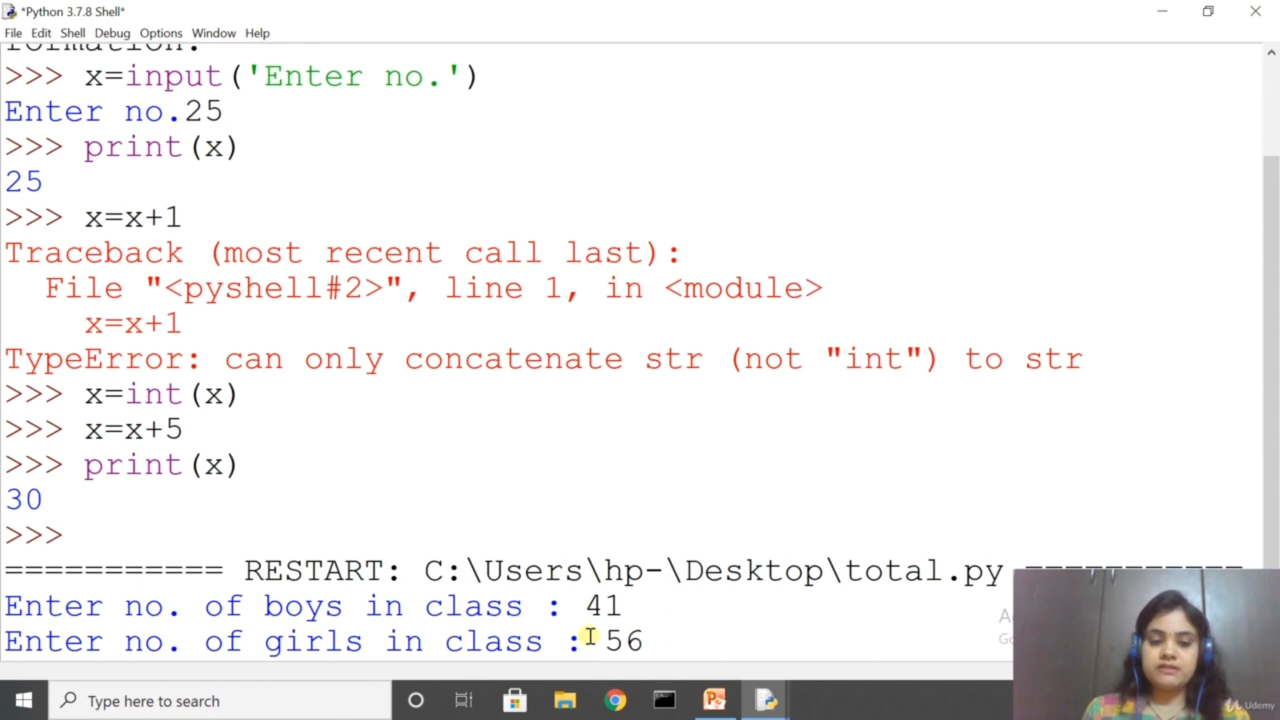 *Python 3.7.8 Shell*
File Edit Shell Debug Options Window Help
formation.
>>> x=input('Enter no.')
Enter no.25
>>> print(x)
25
>>> x=x+1
Traceback (most recent call last):
  File "<pyshell#2>", line 1, in <module>
    x=x+1
TypeError: can only concatenate str (not "int") to str
>>> x=int(x)
>>> x=x+5
>>> print(x)
30
>>>
=========== RESTART: C:\Users\hp-\Desktop\total.py ===========
Enter no. of boys in class : 41
Enter no. of girls in class : 56
Type here to search
Udemy